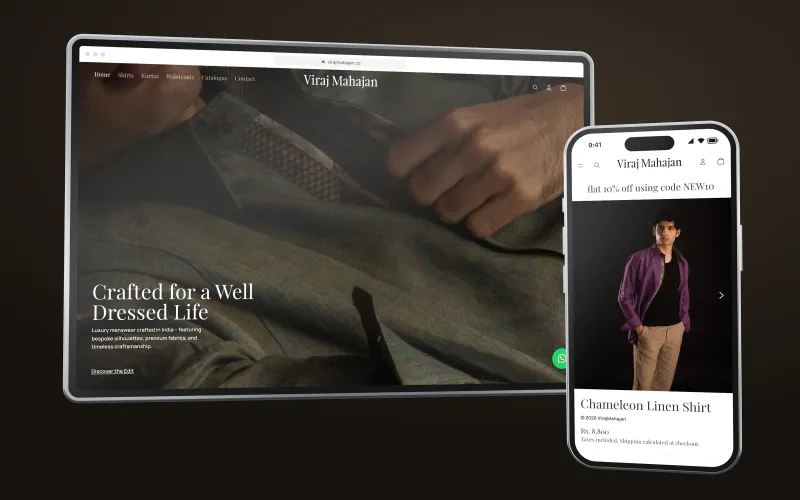 virajmahajan.co
Home Shirts Kurtas Waistcoats Catalogue Contact
Viraj Mahajan
Crafted for a Well
Dressed Life
Luxury menswear crafted in India - featuring
bespoke silhouettes, premium fabrics, and
timeless craftsmanship.
Discover the Edit
9:41
Viraj Mahajan
flat 10% off using code NEW10
Chameleon Linen Shirt
© 2026 VirajMahajan
Rs. 8,800
Taxes included. Shipping calculated at checkout.